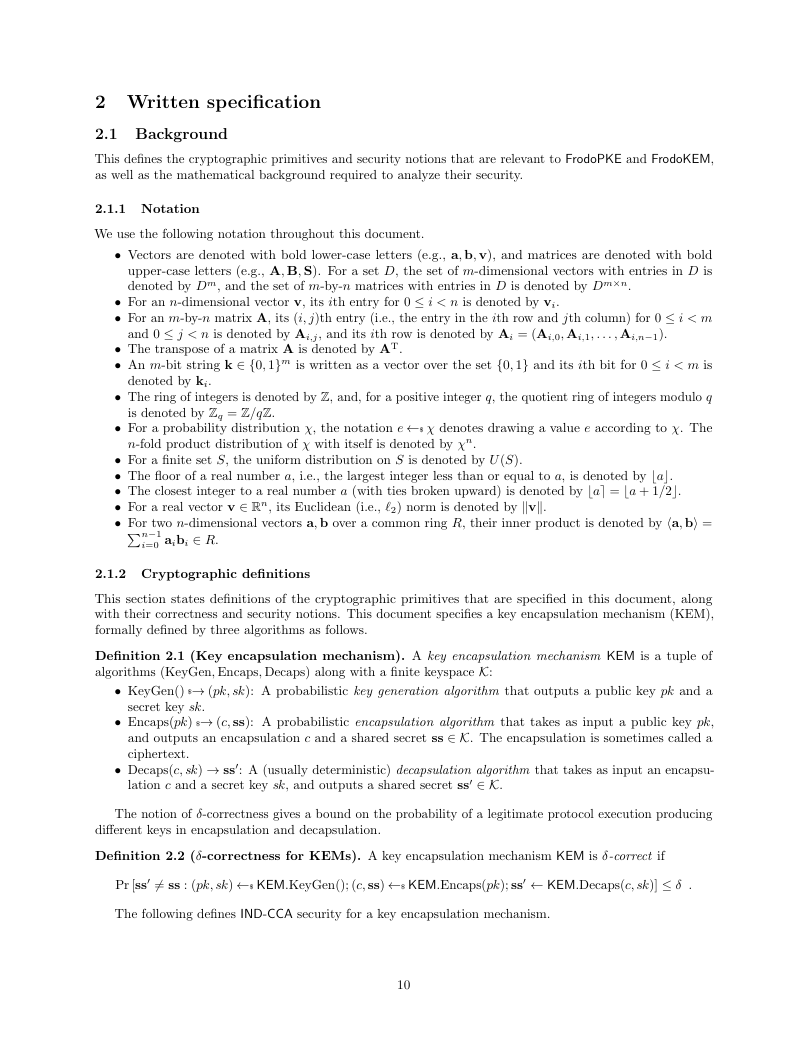 2 Written specification
2.1 Background
This defines the cryptographic primitives and security notions that are relevant to FrodoPKE and FrodoKEM,
as well as the mathematical background required to analyze their security.
2.1.1 Notation
We use the following notation throughout this document.
• Vectors are denoted with bold lower-case letters (e.g., a, b, v), and matrices are denoted with bold
upper-case letters (e.g., A, B, S). For a set D, the set of m-dimensional vectors with entries in D is
denoted by Dᵐ, and the set of m-by-n matrices with entries in D is denoted by Dᵐˣⁿ.
• For an n-dimensional vector v, its ith entry for 0 ≤ i < n is denoted by vᵢ.
• For an m-by-n matrix A, its (i, j)th entry (i.e., the entry in the ith row and jth column) for 0 ≤ i < m
and 0 ≤ j < n is denoted by Aᵢ,ⱼ, and its ith row is denoted by Aᵢ = (Aᵢ,₀, Aᵢ,₁, . . . , Aᵢ,ₙ₋₁).
• The transpose of a matrix A is denoted by Aᵀ.
• An m-bit string k ∈ {0, 1}ᵐ is written as a vector over the set {0, 1} and its ith bit for 0 ≤ i < m is
denoted by kᵢ.
• The ring of integers is denoted by ℤ, and, for a positive integer q, the quotient ring of integers modulo q
is denoted by ℤ_q = ℤ/qℤ.
• For a probability distribution χ, the notation e ←$ χ denotes drawing a value e according to χ. The
n-fold product distribution of χ with itself is denoted by χⁿ.
• For a finite set S, the uniform distribution on S is denoted by U(S).
• The floor of a real number a, i.e., the largest integer less than or equal to a, is denoted by ⌊a⌋.
• The closest integer to a real number a (with ties broken upward) is denoted by ⌊a⌉ = ⌊a + 1/2⌋.
• For a real vector v ∈ ℝⁿ, its Euclidean (i.e., ℓ₂) norm is denoted by ‖v‖.
• For two n-dimensional vectors a, b over a common ring R, their inner product is denoted by ⟨a, b⟩ =
∑ᵢ₌₀ⁿ⁻¹ aᵢbᵢ ∈ R.
2.1.2 Cryptographic definitions
This section states definitions of the cryptographic primitives that are specified in this document, along
with their correctness and security notions. This document specifies a key encapsulation mechanism (KEM),
formally defined by three algorithms as follows.
Definition 2.1 (Key encapsulation mechanism). A key encapsulation mechanism KEM is a tuple of
algorithms (KeyGen, Encaps, Decaps) along with a finite keyspace 𝒦:
• KeyGen() $→ (pk, sk): A probabilistic key generation algorithm that outputs a public key pk and a
secret key sk.
• Encaps(pk) $→ (c, ss): A probabilistic encapsulation algorithm that takes as input a public key pk,
and outputs an encapsulation c and a shared secret ss ∈ 𝒦. The encapsulation is sometimes called a
ciphertext.
• Decaps(c, sk) → ss′: A (usually deterministic) decapsulation algorithm that takes as input an encapsu-
lation c and a secret key sk, and outputs a shared secret ss′ ∈ 𝒦.
The notion of δ-correctness gives a bound on the probability of a legitimate protocol execution producing
different keys in encapsulation and decapsulation.
Definition 2.2 (δ-correctness for KEMs). A key encapsulation mechanism KEM is δ-correct if
Pr [ss′ ≠ ss : (pk, sk) ←$ KEM.KeyGen(); (c, ss) ←$ KEM.Encaps(pk); ss′ ← KEM.Decaps(c, sk)] ≤ δ .
The following defines IND-CCA security for a key encapsulation mechanism.
10